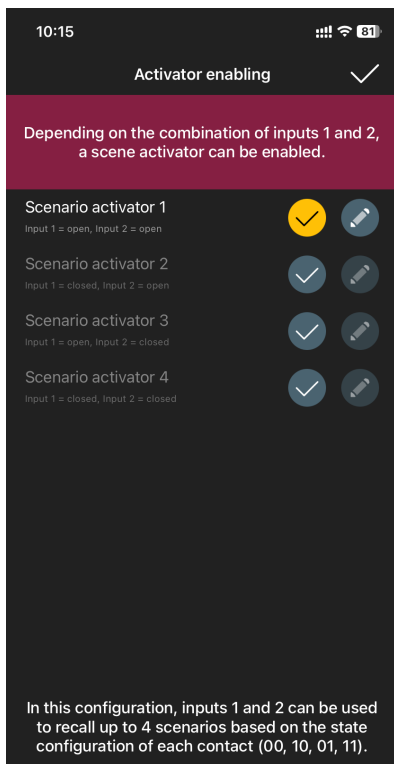 10:15
81
Activator enabling
Depending on the combination of inputs 1 and 2,
a scene activator can be enabled.
Scenario activator 1
Input 1 = open, Input 2 = open
Scenario activator 2
Input 1 = closed, Input 2 = open
Scenario activator 3
Input 1 = open, Input 2 = closed
Scenario activator 4
Input 1 = closed, Input 2 = closed
In this configuration, inputs 1 and 2 can be used
to recall up to 4 scenarios based on the state
configuration of each contact (00, 10, 01, 11).